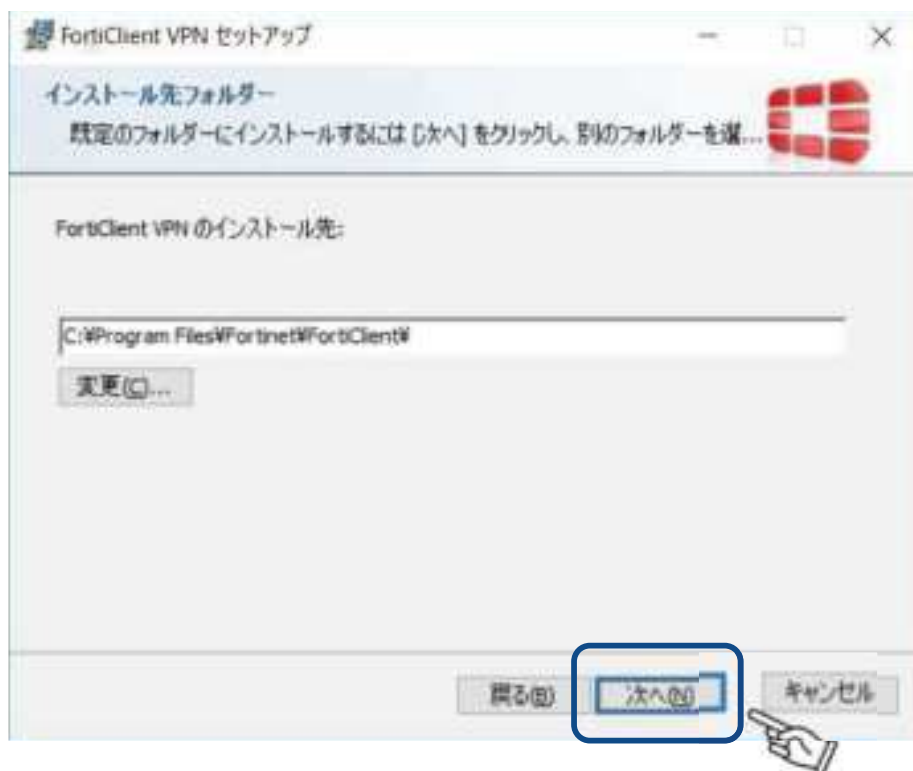 FortiClient VPN セットアップ
インストール先フォルダー
既定のフォルダーにインストールするには [次へ] をクリックし、別のフォルダーを選...
FortiClient VPN のインストール先:
C:¥Program Files¥Fortinet¥FortiClient¥
変更(C)...
戻る(B) 次へ(N) キャンセル